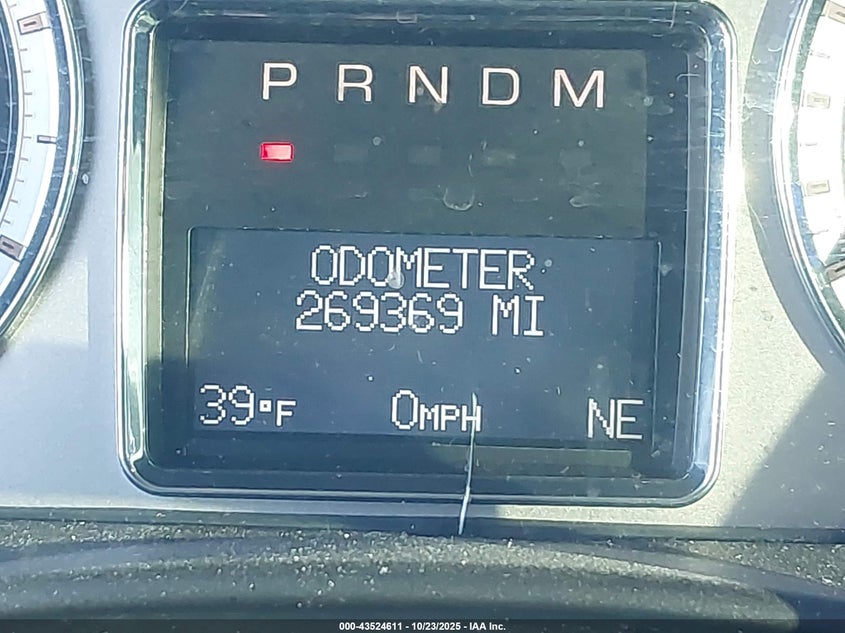 P R N D M
ODOMETER
269369 MI
39°F 0MPH NE
000-43524611 - 10/23/2025 - IAA Inc.